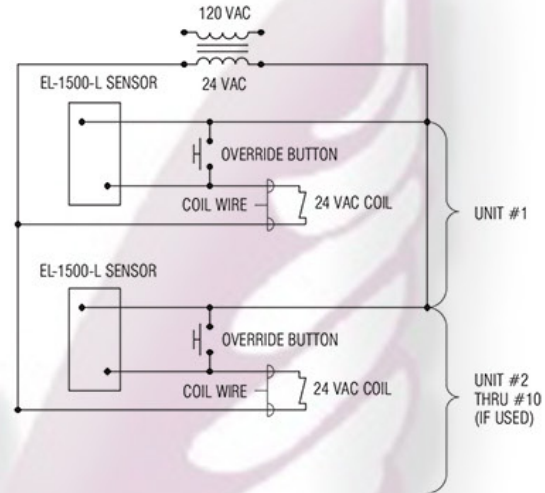 120 VAC
24 VAC
EL-1500-L SENSOR
OVERRIDE BUTTON
COIL WIRE
24 VAC COIL
UNIT #1
EL-1500-L SENSOR
OVERRIDE BUTTON
COIL WIRE
24 VAC COIL
UNIT #2
THRU #10
(IF USED)